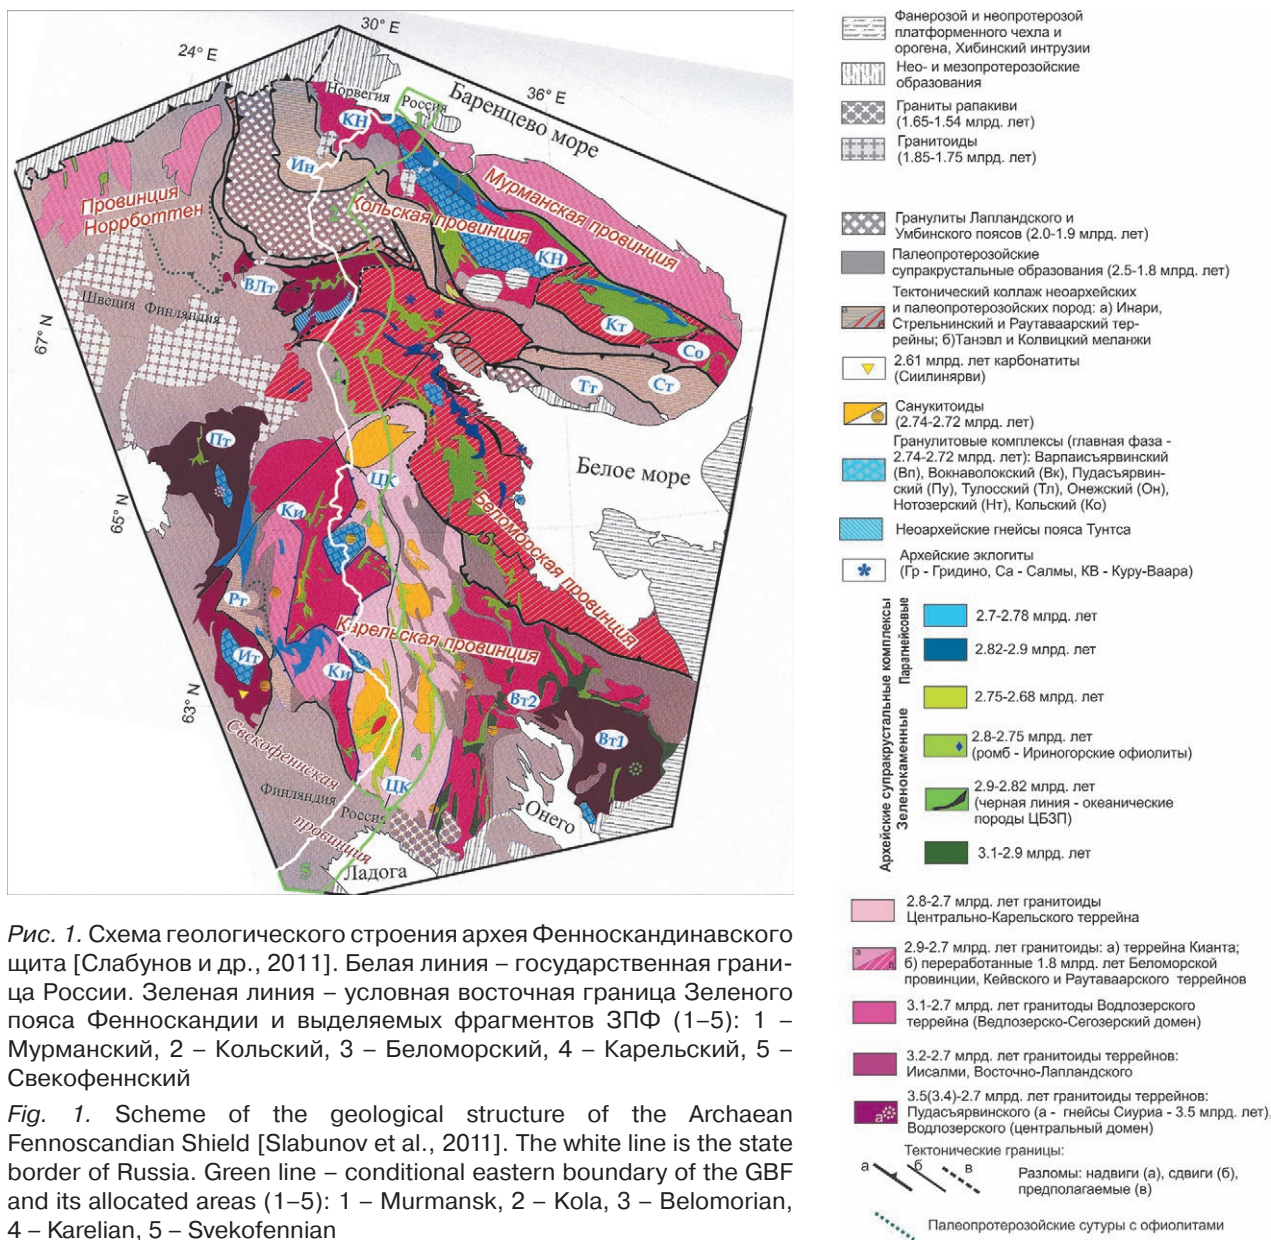 30° E
24° E
36° E
Норвегия
Россия
Баренцево море
КН
1
Ин
Мурманская провинция
Провинция
Норрботтен
2
Кольская провинция
КН
ВЛт
Швеция
Финляндия
67° N
3
Кт
Со
Тт
Ст
4
Пт
Белое море
ЦК
65° N
Ки
4
Беломорская провинция
Рт
Карельская провинция
Ит
Ки
63° N
Вт2
Вт1
Свекофеннская
провинция
4
ЦК
Финляндия
Россия
Онего
5
Ладога
Рис. 1. Схема геологического строения архея Фенноскандинавского
щита [Слабунов и др., 2011]. Белая линия – государственная грани-
ца России. Зеленая линия – условная восточная граница Зеленого
пояса Фенноскандии и выделяемых фрагментов ЗПФ (1–5): 1 –
Мурманский, 2 – Кольский, 3 – Беломорский, 4 – Карельский, 5 –
Свекофеннский
Fig. 1. Scheme of the geological structure of the Archaean
Fennoscandian Shield [Slabunov et al., 2011]. The white line is the state
border of Russia. Green line – conditional eastern boundary of the GBF
and its allocated areas (1–5): 1 – Murmansk, 2 – Kola, 3 – Belomorian,
4 – Karelian, 5 – Svekofennian
Фанерозой и неопротерозой
платформенного чехла и
орогена, Хибинский интрузии
Нео- и мезопротерозойские
образования
Граниты рапакиви
(1.65-1.54 млрд. лет)
Гранитоиды
(1.85-1.75 млрд. лет)
Гранулиты Лапландского и
Умбинского поясов (2.0-1.9 млрд. лет)
Палеопротерозойские
супракрустальные образования (2.5-1.8 млрд. лет)
Тектонический коллаж неоархейских
и палеопротерозойских пород: а) Инари,
Стрельнинский и Раутаваарский тер-
рейны; б)Танэвл и Колвицкий меланжи
2.61 млрд. лет карбонатиты
(Сиилинярви)
Санукитоиды
(2.74-2.72 млрд. лет)
Гранулитовые комплексы (главная фаза -
2.74-2.72 млрд. лет): Варпаисъярвинский
(Вп), Вокнаволокский (Вк), Пудасъярвин-
ский (Пу), Тулосский (Тл), Онежский (Он),
Нотозерский (Нт), Кольский (Ко)
Неоархейские гнейсы пояса Тунтса
Архейские эклогиты
(Гр - Гридино, Са - Салмы, КВ - Куру-Ваара)
Архейские супракрустальные комплексы
Парагнейсовые
2.7-2.78 млрд. лет
2.82-2.9 млрд. лет
Зеленокаменные
2.75-2.68 млрд. лет
2.8-2.75 млрд. лет
(ромб - Ириногорские офиолиты)
2.9-2.82 млрд. лет
(черная линия - океанические
породы ЦБЗП)
3.1-2.9 млрд. лет
2.8-2.7 млрд. лет гранитоиды
Центрально-Карельского террейна
2.9-2.7 млрд. лет гранитоиды: а) террейна Кианта;
б) переработанные 1.8 млрд. лет Беломорской
провинции, Кейвского и Раутаваарского террейнов
3.1-2.7 млрд. лет гранитоды Водлозерского
террейна (Ведлозерско-Сегозерский домен)
3.2-2.7 млрд. лет гранитоиды террейнов:
Иисалми, Восточно-Лапландского
3.5(3.4)-2.7 млрд. лет гранитоиды террейнов:
Пудасъярвинского (а - гнейсы Сиуриа - 3.5 млрд. лет),
Водлозерского (центральный домен)
Тектонические границы:
а б в
Разломы: надвиги (а), сдвиги (б),
предполагаемые (в)
Палеопротерозойские сутуры с офиолитами